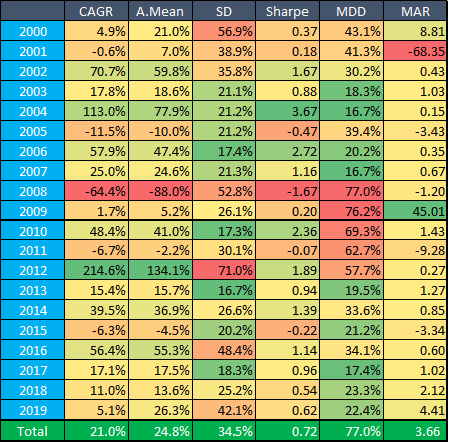 CAGR A.Mean SD Sharpe MDD MAR
2000 4.9% 21.0% 56.9% 0.37 43.1% 8.81
2001 -0.6% 7.0% 38.9% 0.18 41.3% -68.35
2002 70.7% 59.8% 35.8% 1.67 30.2% 0.43
2003 17.8% 18.6% 21.1% 0.88 18.3% 1.03
2004 113.0% 77.9% 21.2% 3.67 16.7% 0.15
2005 -11.5% -10.0% 21.2% -0.47 39.4% -3.43
2006 57.9% 47.4% 17.4% 2.72 20.2% 0.35
2007 25.0% 24.6% 21.3% 1.16 16.7% 0.67
2008 -64.4% -88.0% 52.8% -1.67 77.0% -1.20
2009 1.7% 5.2% 26.1% 0.20 76.2% 45.01
2010 48.4% 41.0% 17.3% 2.36 69.3% 1.43
2011 -6.7% -2.2% 30.1% -0.07 62.7% -9.28
2012 214.6% 134.1% 71.0% 1.89 57.7% 0.27
2013 15.4% 15.7% 16.7% 0.94 19.5% 1.27
2014 39.5% 36.9% 26.6% 1.39 33.6% 0.85
2015 -6.3% -4.5% 20.2% -0.22 21.2% -3.34
2016 56.4% 55.3% 48.4% 1.14 34.1% 0.60
2017 17.1% 17.5% 18.3% 0.96 17.4% 1.02
2018 11.0% 13.6% 25.2% 0.54 23.3% 2.12
2019 5.1% 26.3% 42.1% 0.62 22.4% 4.41
Total 21.0% 24.8% 34.5% 0.72 77.0% 3.66